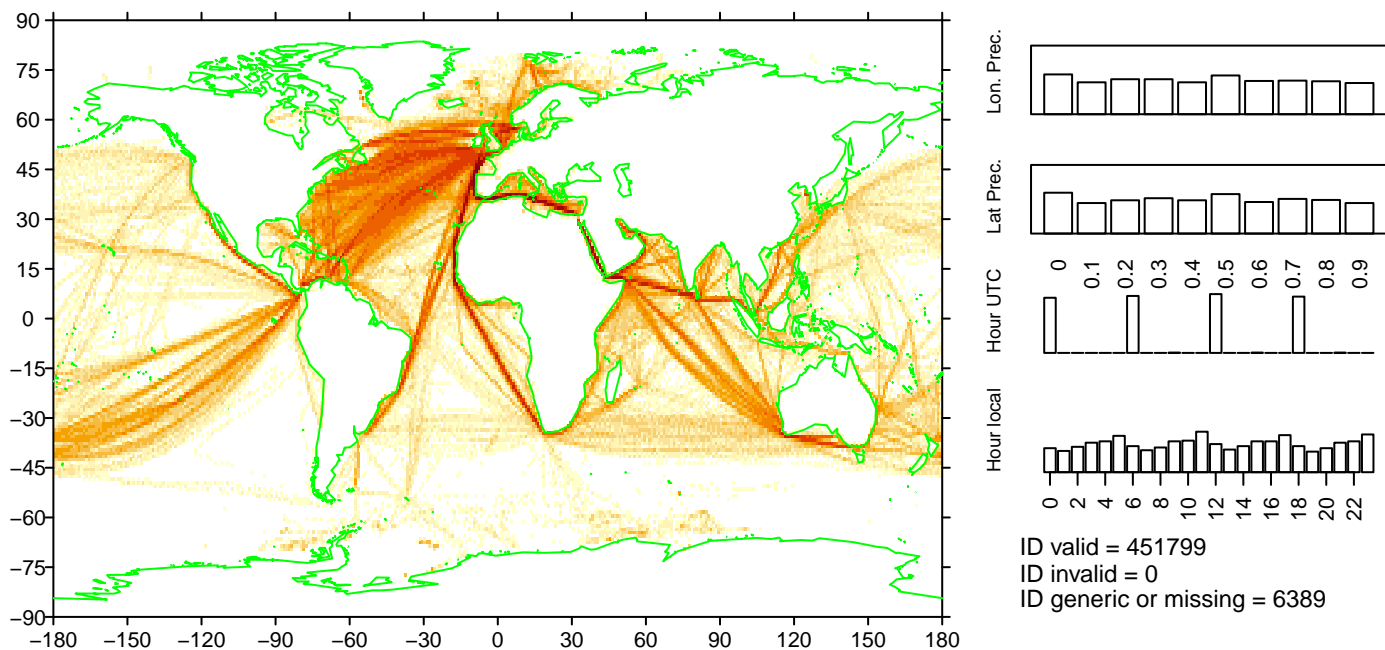 90
75
60
45
30
15
0
−15
−30
−45
−60
−75
−90
−180 −150 −120 −90 −60 −30 0 30 60 90 120 150 180
Lon. Prec.
Lat Prec.
0 0.1 0.2 0.3 0.4 0.5 0.6 0.7 0.8 0.9
Hour UTC
Hour local
0 2 4 6 8 10 12 14 16 18 20 22
ID valid = 451799
ID invalid = 0
ID generic or missing = 6389